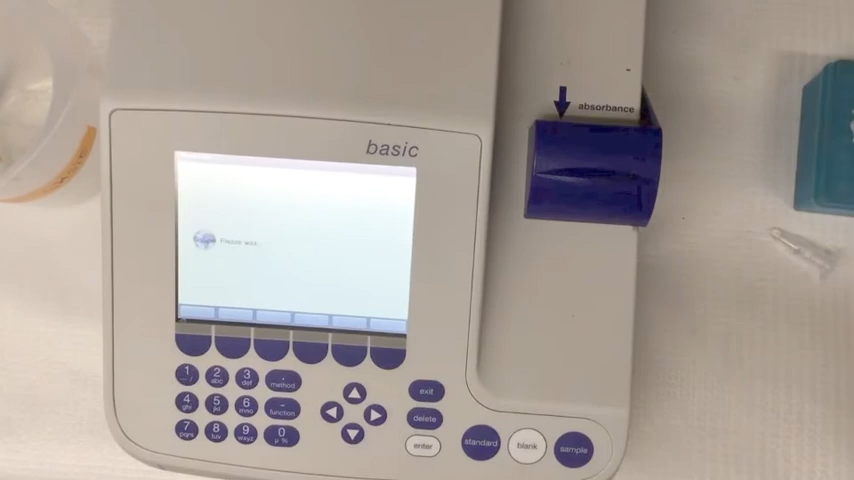 absorbance
basic
Please wait...
1
2 abc
3 def
. method
4 ghi
5 jkl
6 mno
- function
7 pqrs
8 tuv
9 wxyz
0 µ %
exit
delete
enter
standard
blank
sample